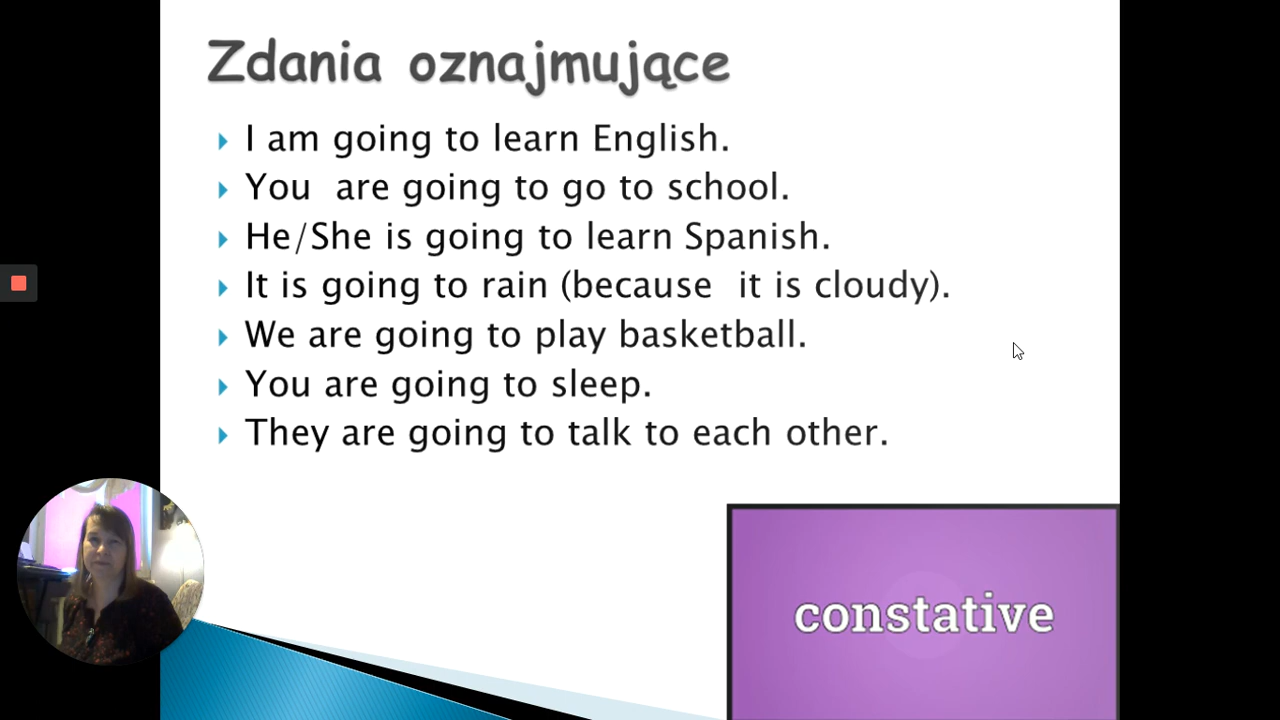 Zdania oznajmujące
I am going to learn English.
You are going to go to school.
He/She is going to learn Spanish.
It is going to rain (because it is cloudy).
We are going to play basketball.
You are going to sleep.
They are going to talk to each other.
constative